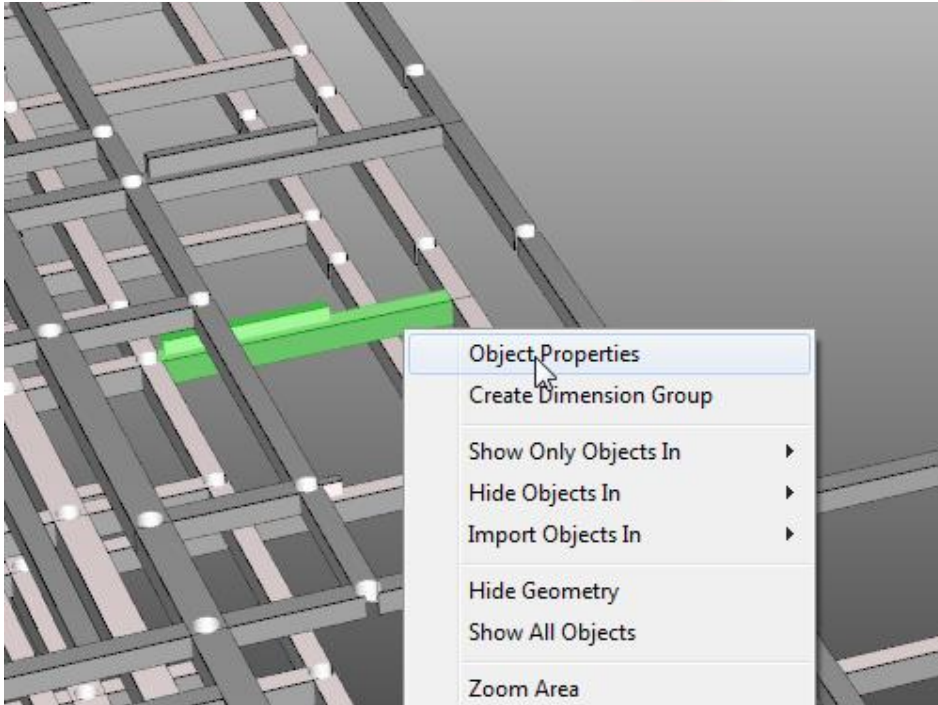 Object Properties
Create Dimension Group
Show Only Objects In
Hide Objects In
Import Objects In
Hide Geometry
Show All Objects
Zoom Area